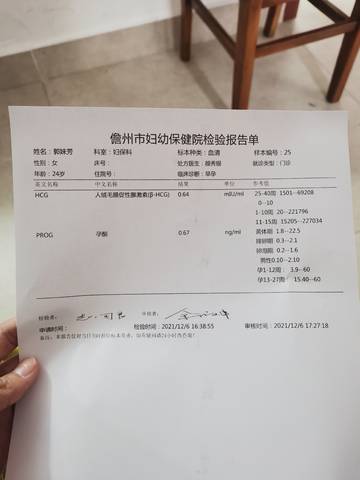 儋州市妇幼保健院检验报告单
姓名：郭妹芳 科室：妇保科 标本种类：血清 样本编号：25
性别：女 床号： 处方医生：颜秀银 就诊类型：门诊
年龄：24岁 住院号： 临床诊断：早孕
英文名称 中文名称 结果 单位 参考值
HCG 人绒毛膜促性腺激素(β-HCG) 0.64 mIU/ml 25-40周 1501--69208
0--10
1-10周 20--221796
11-15周 15205--227034
PROG 孕酮 0.67 ng/ml 黄体期 1.8--22.5
排卵期 0.3--2.1
卵泡期 0.2--1.6
男性0.10--2.10
孕1-12周 3.9--60
孕13-27周 15.40--60
检验者： 审核者：
申请时间： 检验时间：2021/12/6 16:38:55 审核时间：2021/12/6 17:27:18